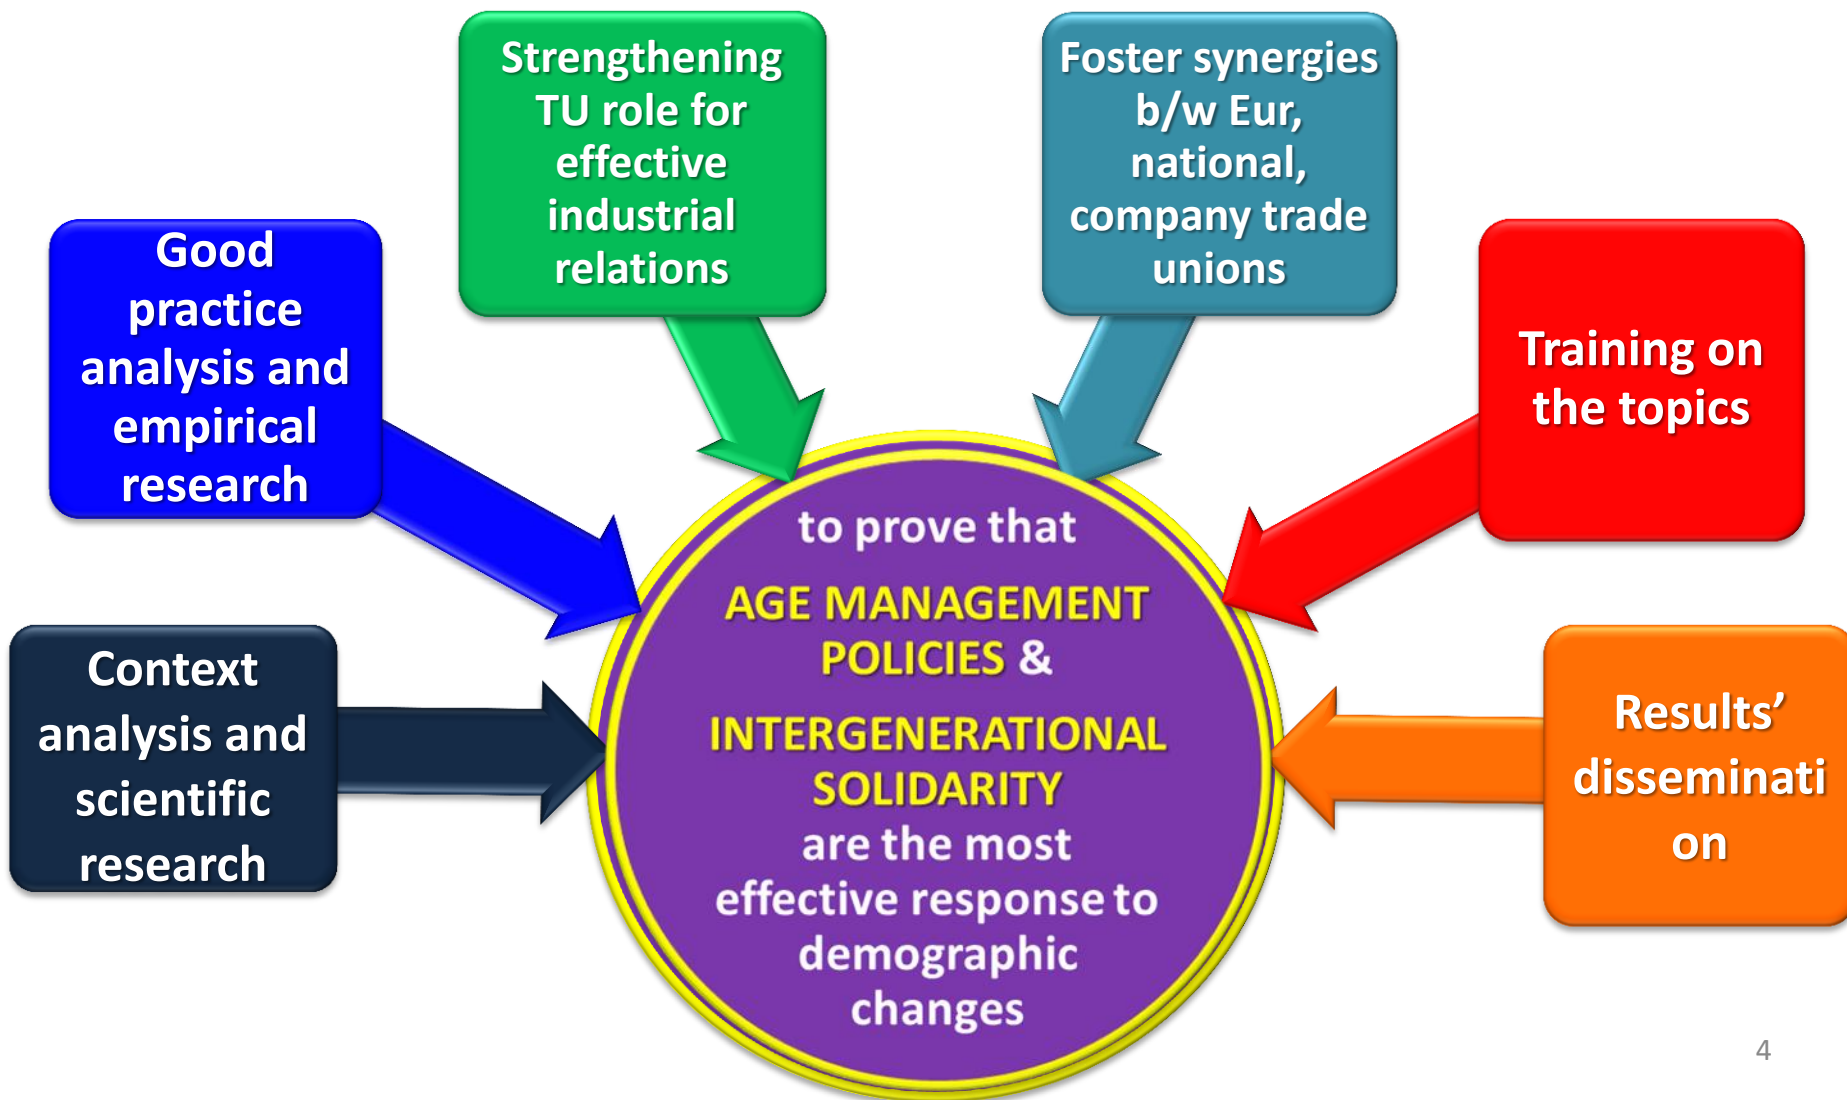 Strengthening
TU role for
effective
industrial
relations
Foster synergies
b/w Eur,
national,
company trade
unions
Good
practice
analysis and
empirical
research
Training on
the topics
Context
analysis and
scientific
research
Results’
disseminati
on
to prove that
AGE MANAGEMENT
POLICIES &
INTERGENERATIONAL
SOLIDARITY
are the most
effective response to
demographic
changes
4